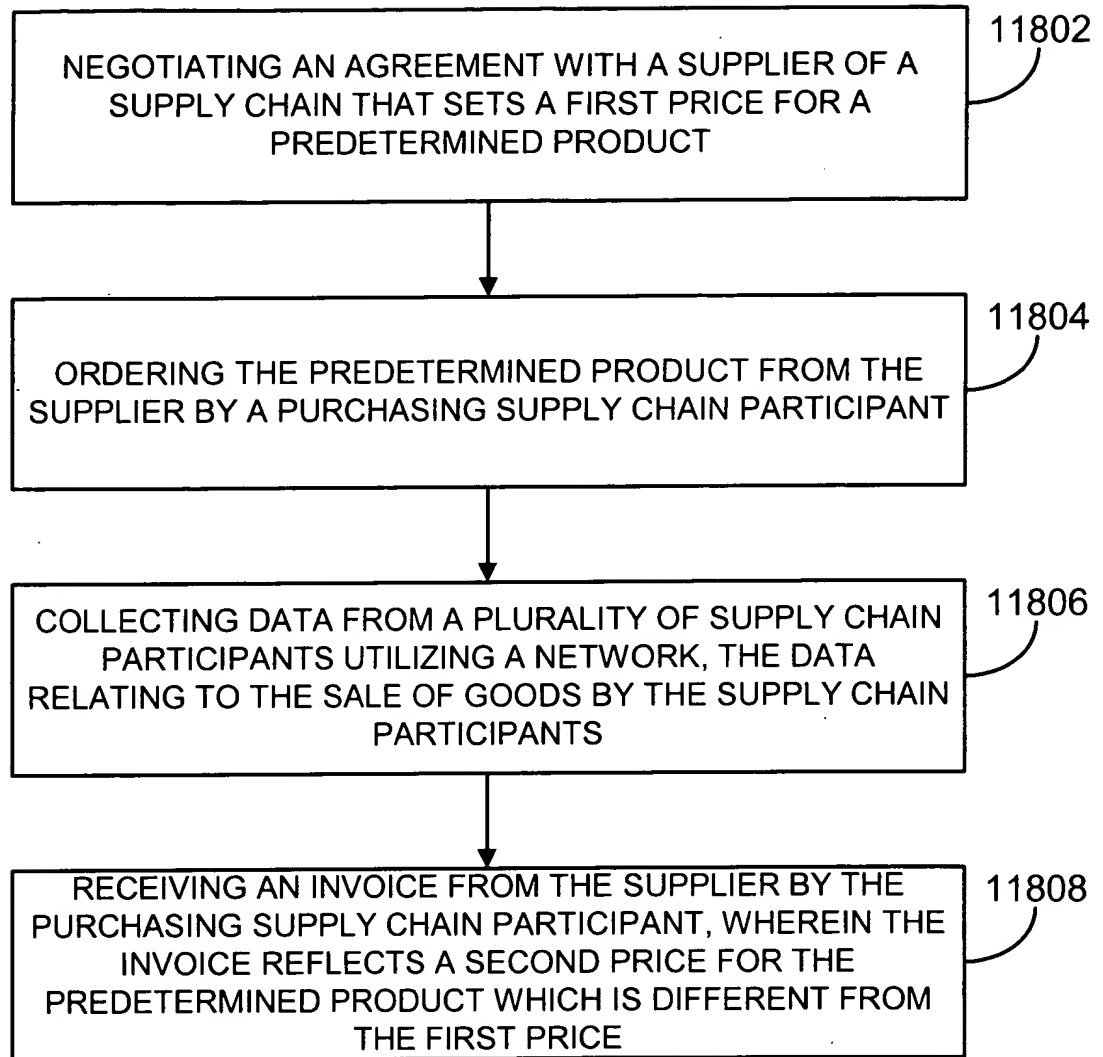 11802
NEGOTIATING AN AGREEMENT WITH A SUPPLIER OF A
SUPPLY CHAIN THAT SETS A FIRST PRICE FOR A
PREDETERMINED PRODUCT
11804
ORDERING THE PREDETERMINED PRODUCT FROM THE
SUPPLIER BY A PURCHASING SUPPLY CHAIN PARTICIPANT
11806
COLLECTING DATA FROM A PLURALITY OF SUPPLY CHAIN
PARTICIPANTS UTILIZING A NETWORK, THE DATA
RELATING TO THE SALE OF GOODS BY THE SUPPLY CHAIN
PARTICIPANTS
11808
RECEIVING AN INVOICE FROM THE SUPPLIER BY THE
PURCHASING SUPPLY CHAIN PARTICIPANT, WHEREIN THE
INVOICE REFLECTS A SECOND PRICE FOR THE
PREDETERMINED PRODUCT WHICH IS DIFFERENT FROM
THE FIRST PRICE